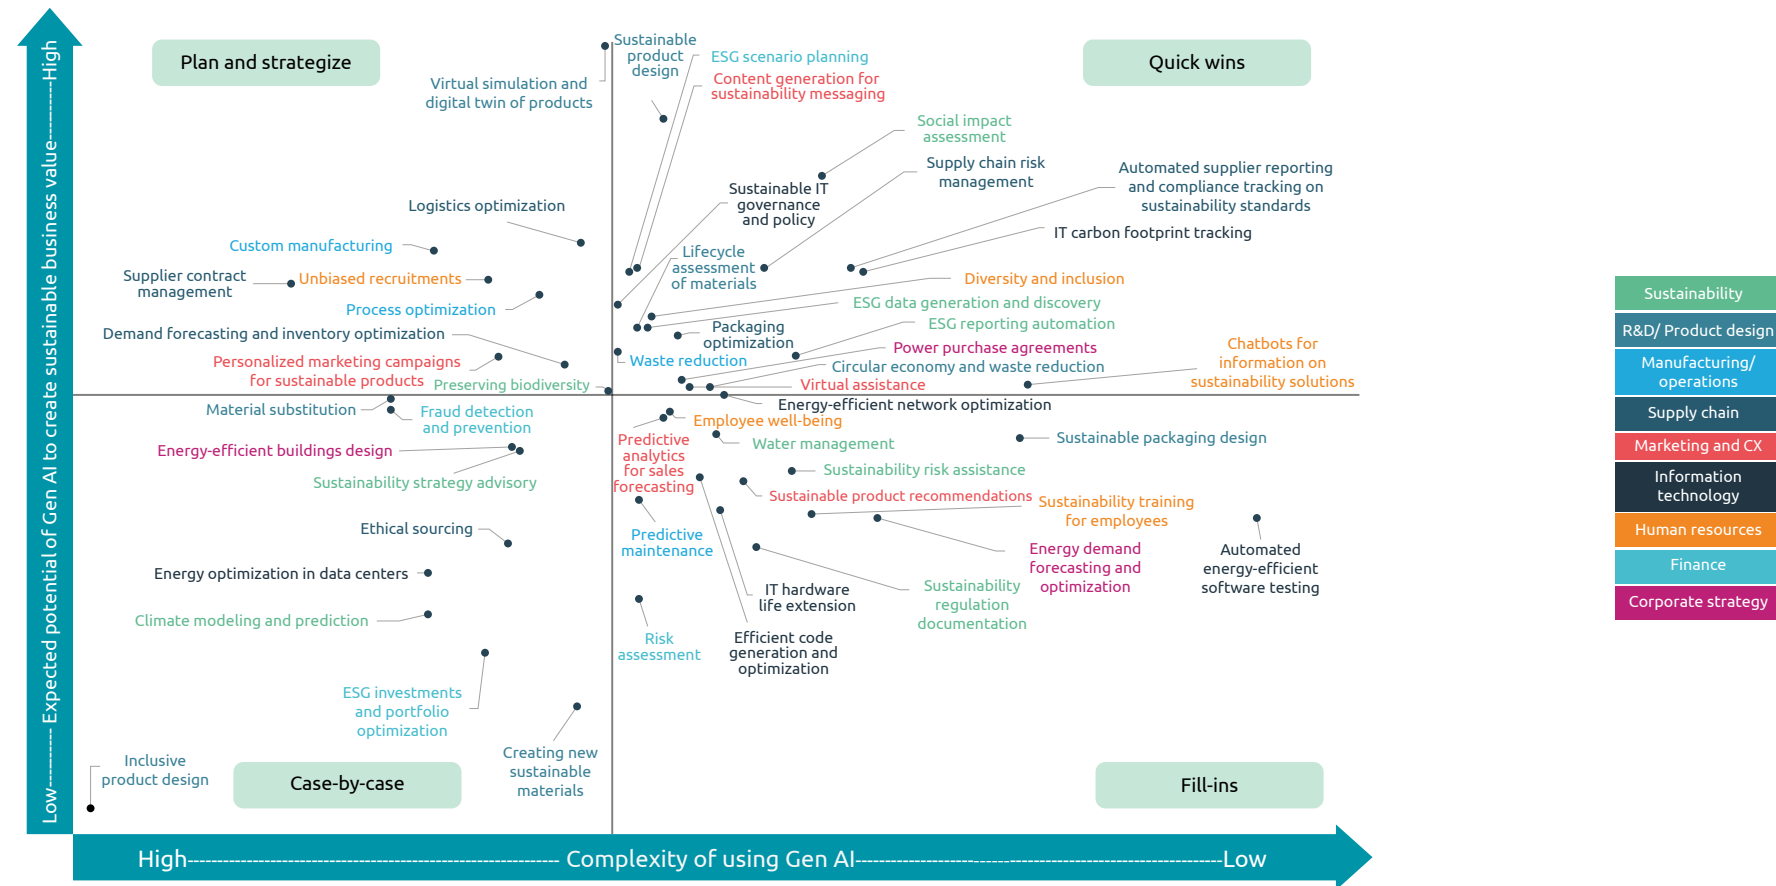 Low---------- Expected potential of Gen AI to create sustainable business value----------High
Plan and strategize
Quick wins
Virtual simulation and
digital twin of products
Sustainable
product
design
ESG scenario planning
Content generation for
sustainability messaging
Social impact
assessment
Supply chain risk
management
Automated supplier reporting
and compliance tracking on
sustainability standards
Sustainable IT
governance
and policy
Logistics optimization
IT carbon footprint tracking
Custom manufacturing
Lifecycle
assessment
of materials
Supplier contract
management
Unbiased recruitments
Diversity and inclusion
Process optimization
ESG data generation and discovery
Demand forecasting and inventory optimization
Packaging
optimization
ESG reporting automation
Personalized marketing campaigns
for sustainable products
Waste reduction
Power purchase agreements
Circular economy and waste reduction
Chatbots for
information on
sustainability solutions
Preserving biodiversity
Virtual assistance
Material substitution
Fraud detection
and prevention
Energy-efficient network optimization
Employee well-being
Energy-efficient buildings design
Predictive
analytics
for sales
forecasting
Water management
Sustainable packaging design
Sustainability strategy advisory
Sustainability risk assistance
Sustainable product recommendations
Sustainability training
for employees
Ethical sourcing
Predictive
maintenance
Energy demand
forecasting and
optimization
Automated
energy-efficient
software testing
Energy optimization in data centers
IT hardware
life extension
Sustainability
regulation
documentation
Climate modeling and prediction
Risk
assessment
Efficient code
generation and
optimization
ESG investments
and portfolio
optimization
Creating new
sustainable
materials
Inclusive
product design
Case-by-case
Fill-ins
High---------------------------------------------------------------- Complexity of using Gen AI----------------------------------------------------------------Low
Sustainability
R&D/ Product design
Manufacturing/
operations
Supply chain
Marketing and CX
Information
technology
Human resources
Finance
Corporate strategy